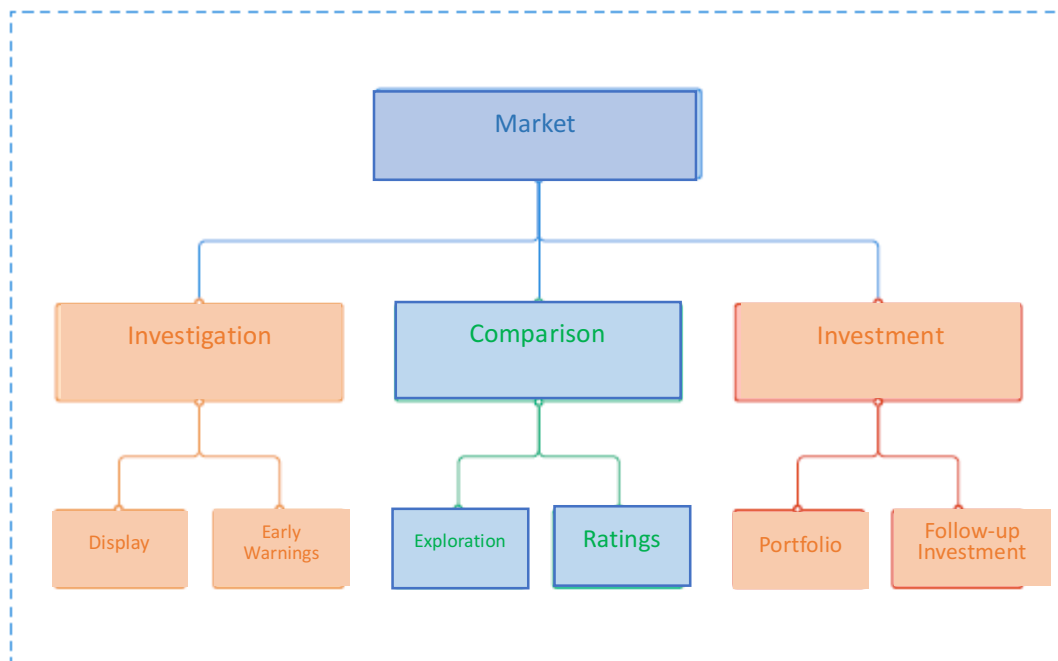 Market
Investigation
Comparison
Investment
Display
Early
Warnings
Exploration
Ratings
Portfolio
Follow-up
Investment